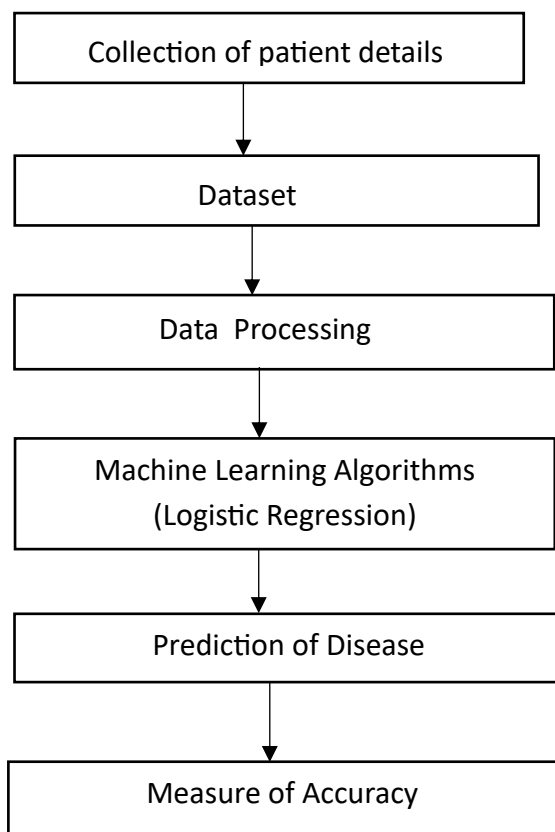 Collection of patient details
Dataset
Data  Processing
Machine Learning Algorithms
(Logistic Regression)
Prediction of Disease
Measure of Accuracy